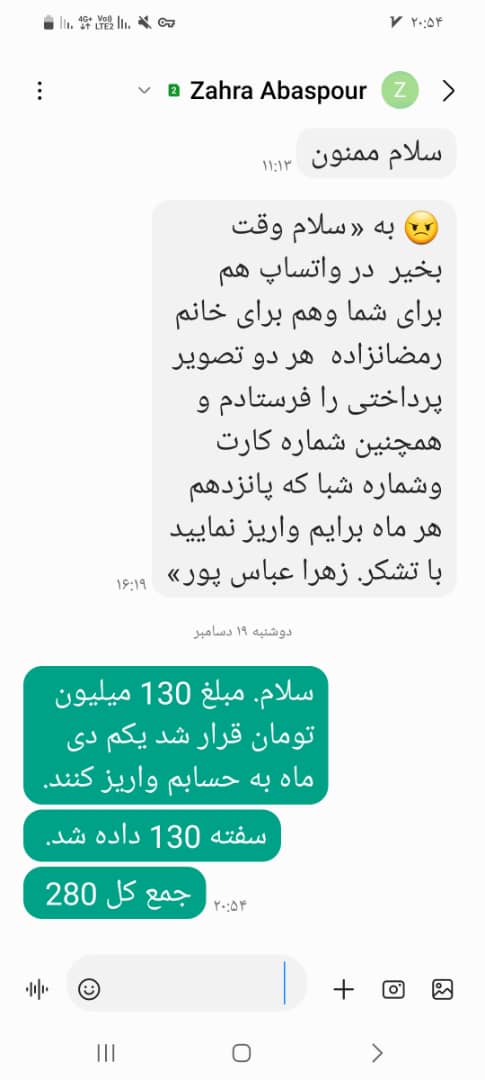 ۲۰:۵۴
4G+ Vo))
LTE2
2 Zahra Abaspour
Z
سلام ممنون
۱۱:۱۳
😠 به «سلام وقت
بخیر در واتساپ هم
برای شما وهم برای خانم
رمضانزاده هر دو تصویر
پرداختی را فرستادم و
همچنین شماره کارت
وشماره شبا که پانزدهم
هر ماه برایم واریز نمایید
با تشکر. زهرا عباس پور»
۱۶:۱۹
دوشنبه ۱۹ دسامبر
سلام. مبلغ 130 میلیون
تومان قرار شد یکم دی
ماه به حسابم واریز کنند.
سفته 130 داده شد.
جمع کل 280
۲۰:۵۴